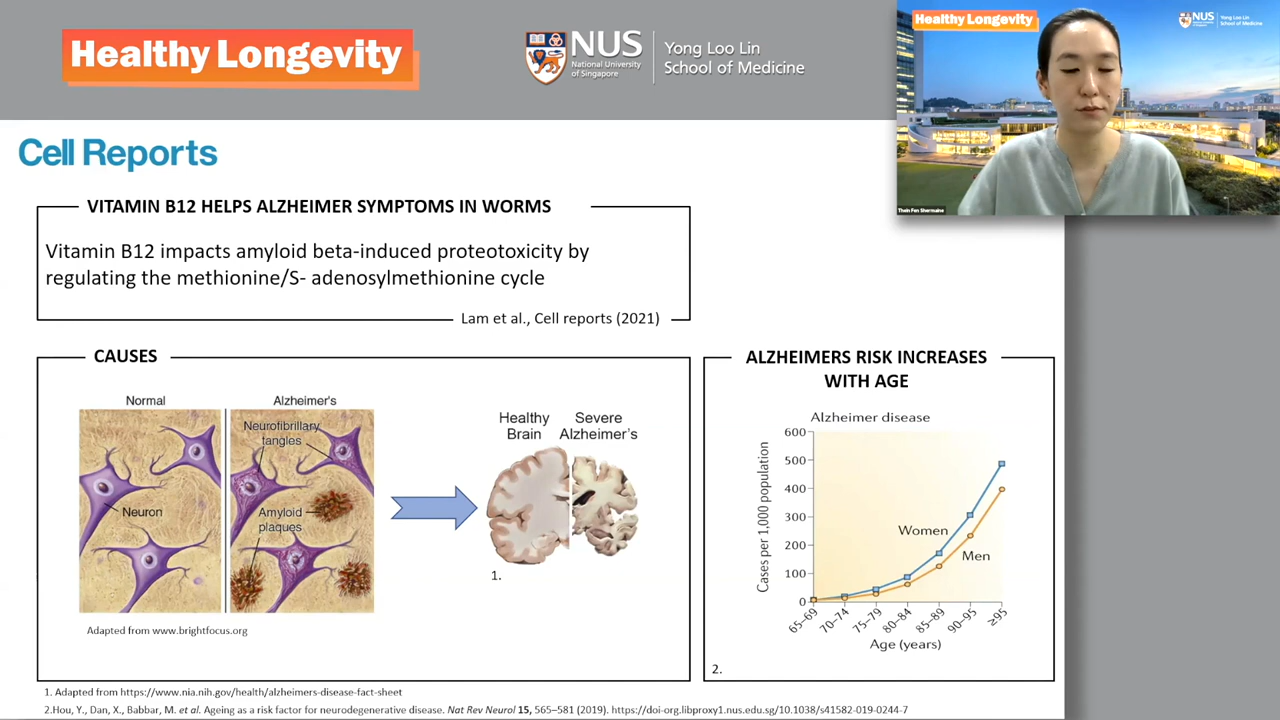 Healthy Longevity
NUS
National University
of Singapore
Yong Loo Lin
School of Medicine
Healthy Longevity
NUS
Yong Loo Lin
School of Medicine
Thein Fen Shermaine
Cell Reports
VITAMIN B12 HELPS ALZHEIMER SYMPTOMS IN WORMS
Vitamin B12 impacts amyloid beta-induced proteotoxicity by
regulating the methionine/S- adenosylmethionine cycle
Lam et al., Cell reports (2021)
CAUSES
Normal
Alzheimer's
Neurofibrillary
tangles
Neuron
Amyloid
plaques
Adapted from www.brightfocus.org
Healthy
Brain
Severe
Alzheimer's
1.
ALZHEIMERS RISK INCREASES
WITH AGE
Alzheimer disease
Cases per 1,000 population
600
500
400
300
200
100
0
Women
Men
65–69
70–74
75–79
80–84
85–89
90–95
≥95
Age (years)
2.
1. Adapted from https://www.nia.nih.gov/health/alzheimers-disease-fact-sheet
2.Hou, Y., Dan, X., Babbar, M. et al. Ageing as a risk factor for neurodegenerative disease. Nat Rev Neurol 15, 565–581 (2019). https://doi-org.libproxy1.nus.edu.sg/10.1038/s41582-019-0244-7